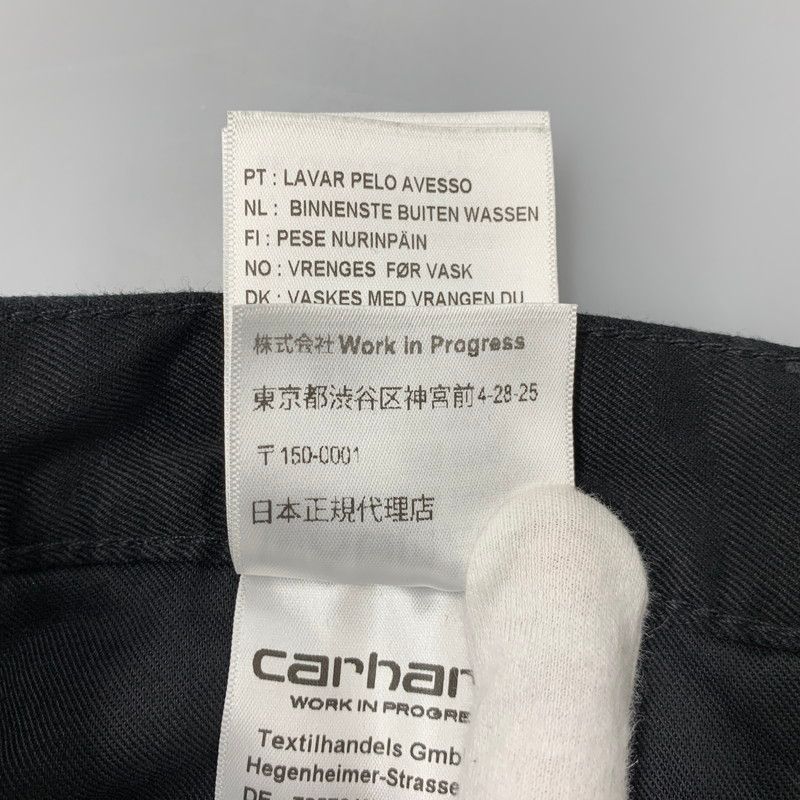 PT : LAVAR PELO AVESSO
NL : BINNENSTE BUITEN WASSEN
FI : PESE NURINPÄIN
NO : VRENGES FØR VASK
DK : VASKES MED VRANGEN DU
株式会社 Work in Progress
東京都渋谷区神宮前4-28-25
〒150-0001
日本正規代理店
carhar
WORK IN PROGRE
Textilhandels Gmb
Hegenheimer-Strasse
DE